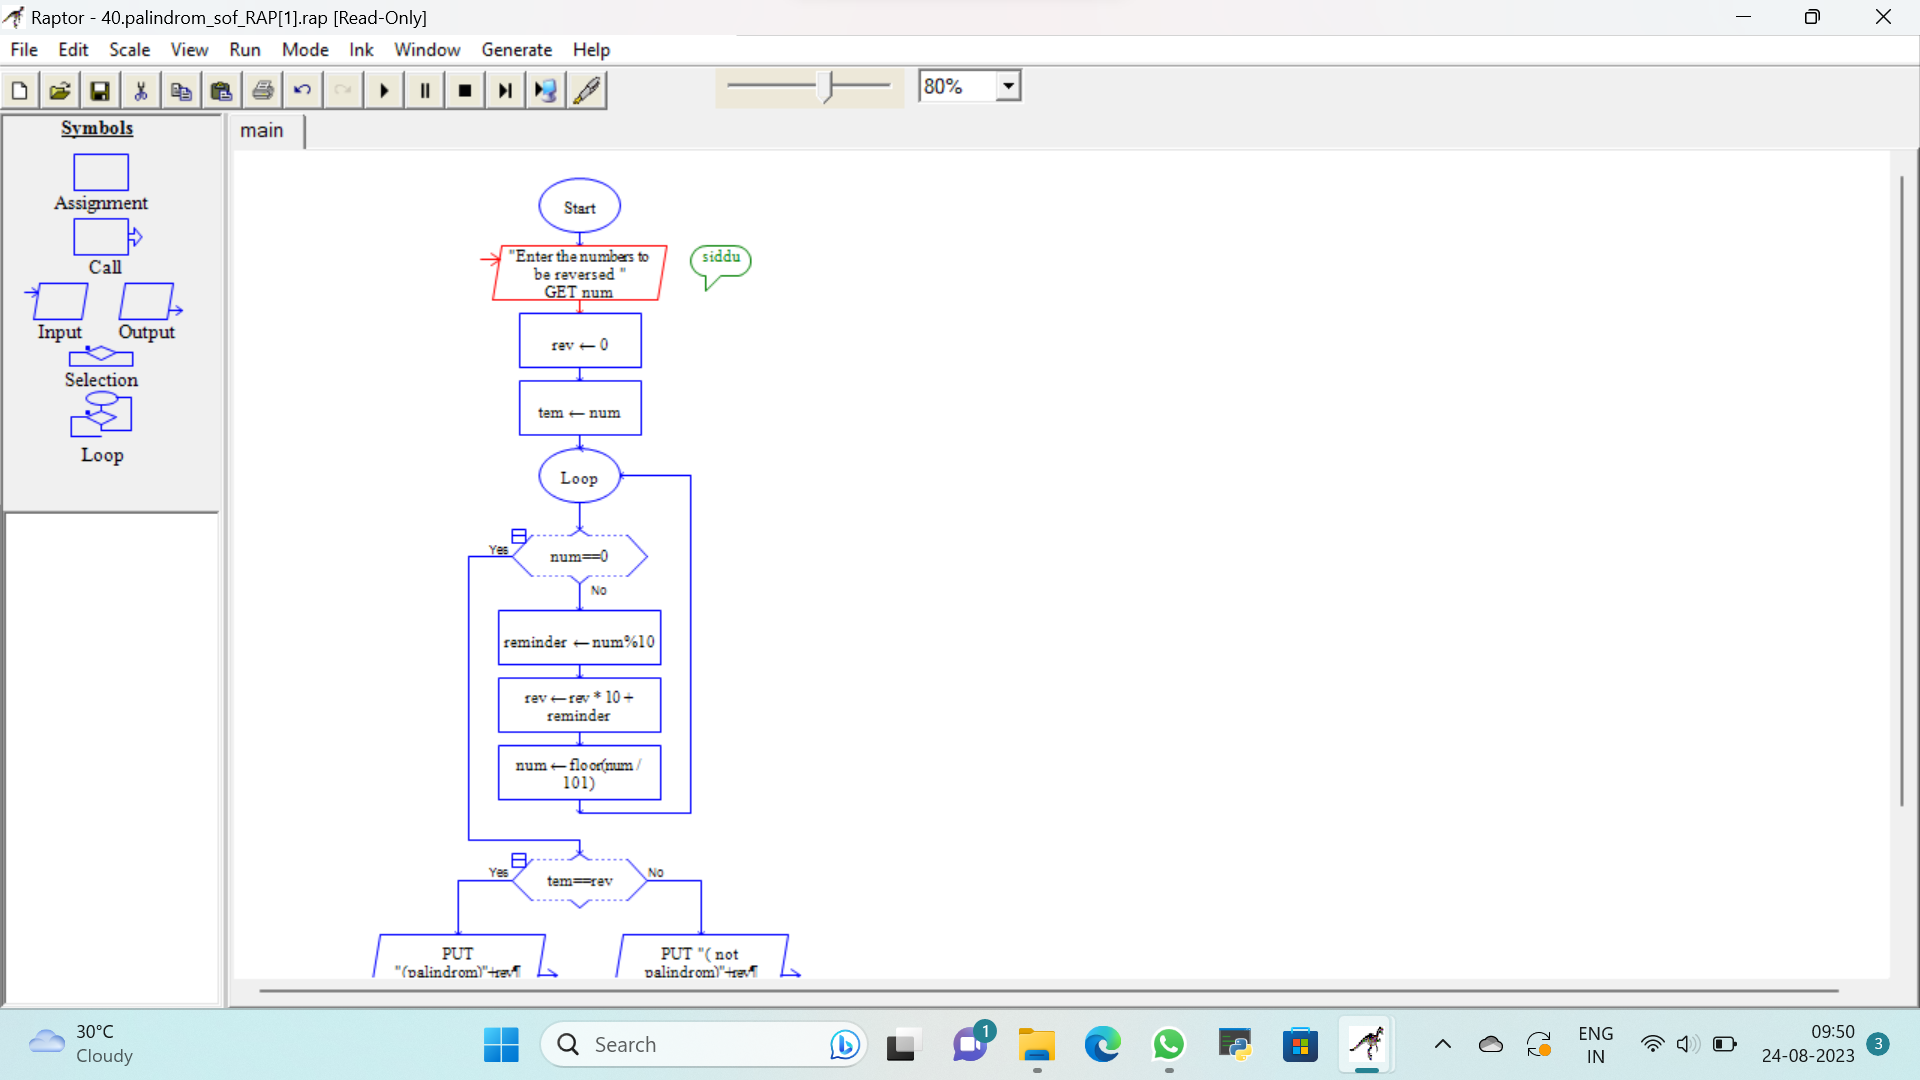 Raptor - 40.palindrom_sof_RAP[1].rap [Read-Only]
File Edit Scale View Run Mode Ink Window Generate Help
80%
Symbols
Assignment
Call
Input Output
Selection
Loop
main
Start
"Enter the numbers to
be reversed "
GET num
siddu
rev ← 0
tem ← num
Loop
Yes
num==0
No
reminder ← num%10
rev ← rev * 10 +
reminder
num ← floor(num /
101)
Yes
tem==rev
No
PUT
"(palindrom)"+rev¶
PUT "( not
palindrom)"+rev¶
30°C
Cloudy
Search
1
ENG
IN
09:50
24-08-2023
3